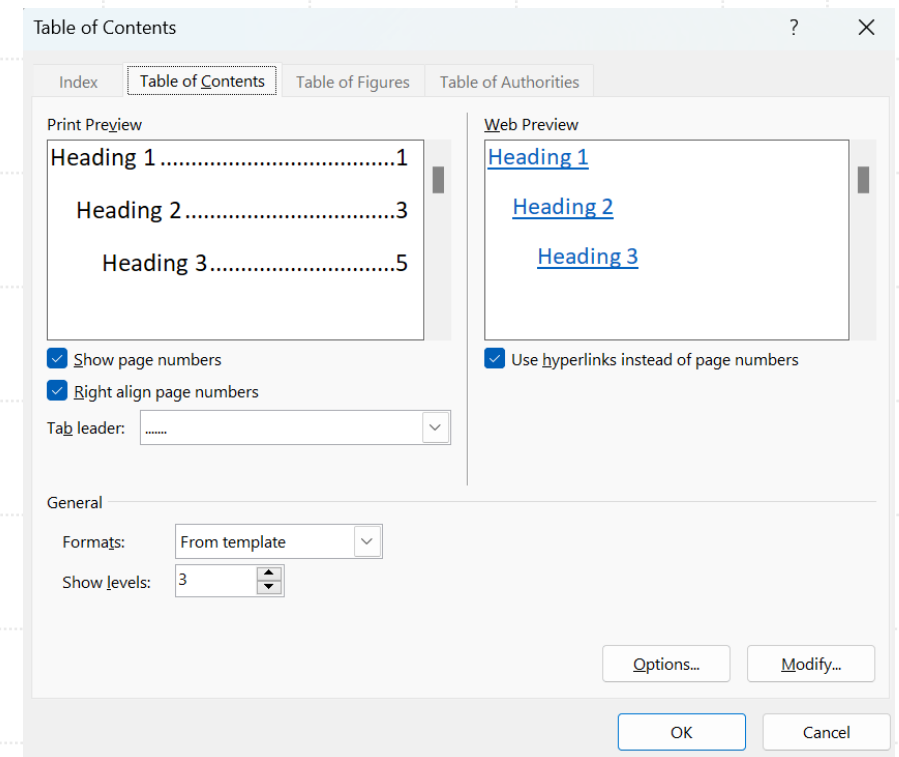 Table of Contents ?
Index Table of Contents Table of Figures Table of Authorities
Print Preview
Heading 1....................................1
Heading 2................................3
Heading 3............................5
Show page numbers
Right align page numbers
Tab leader: .......
Web Preview
Heading 1
Heading 2
Heading 3
Use hyperlinks instead of page numbers
General
Formats: From template
Show levels: 3
Options... Modify...
OK Cancel